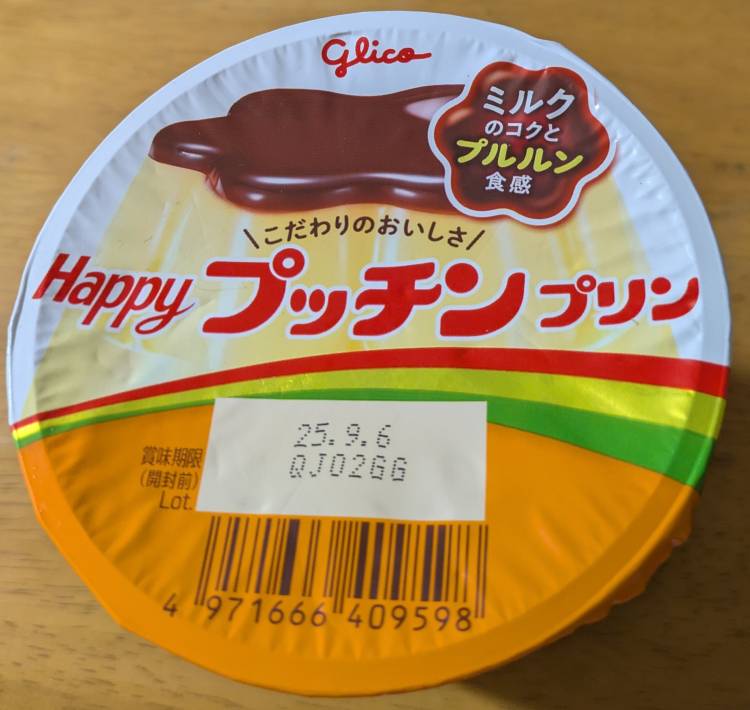 Glico
ミルク
のコクと
プルルン
食感
\こだわりのおいしさ/
Happy プッチンプリン
賞味期限
(開封前)
Lot.
25.9.6
QJ02GG
4 971666 409598